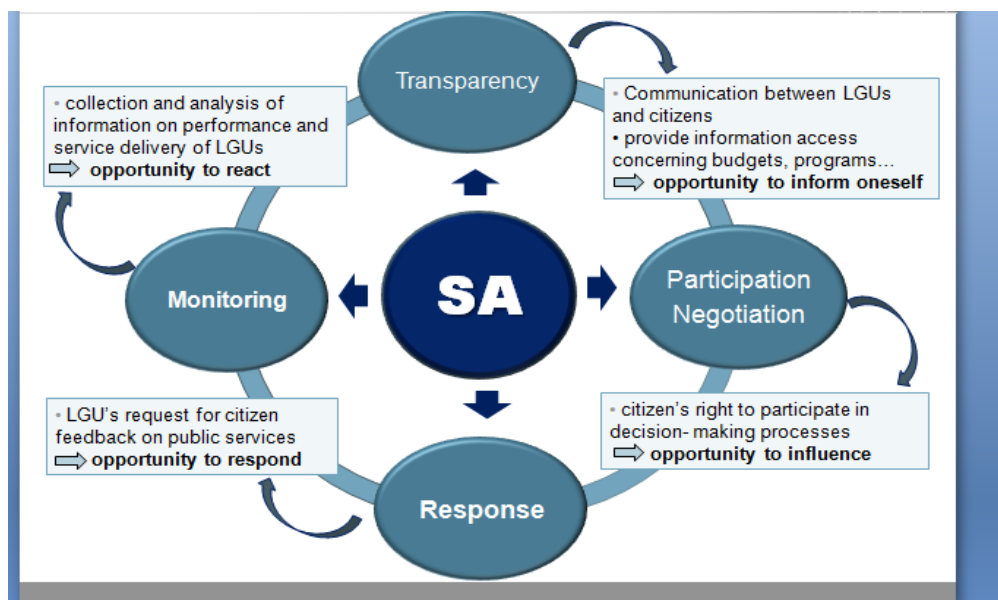 Transparency
• Communication between LGUs
and citizens
• provide information access
concerning budgets, programs…
opportunity to inform oneself
• collection and analysis of
information on performance and
service delivery of LGUs
opportunity to react
SA
Monitoring
Participation
Negotiation
• LGU's request for citizen
feedback on public services
opportunity to respond
• citizen's right to participate in
decision- making processes
opportunity to influence
Response